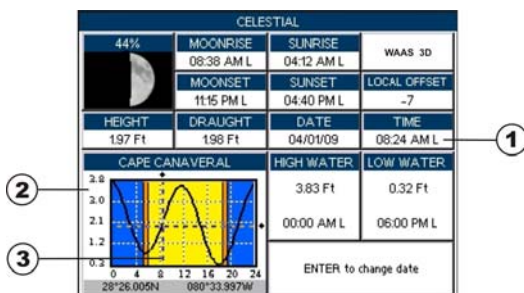 CELESTIAL
44%
MOONRISE
08:38 AM L
SUNRISE
04:12 AM L
WAAS 3D
MOONSET
11:15 PM L
SUNSET
04:40 PM L
LOCAL OFFSET
-7
HEIGHT
1.97 Ft
DRAUGHT
1.98 Ft
DATE
04/01/09
TIME
08:24 AM L
1
CAPE CANAVERAL
HIGH WATER
LOW WATER
2
3.8
3.0
2.1
1.2
0.3
3
0 4 8 12 16 20 24
28°26.005N
080°33.997W
3.83 Ft
0.32 Ft
00:00 AM L
06:00 PM L
ENTER to change date